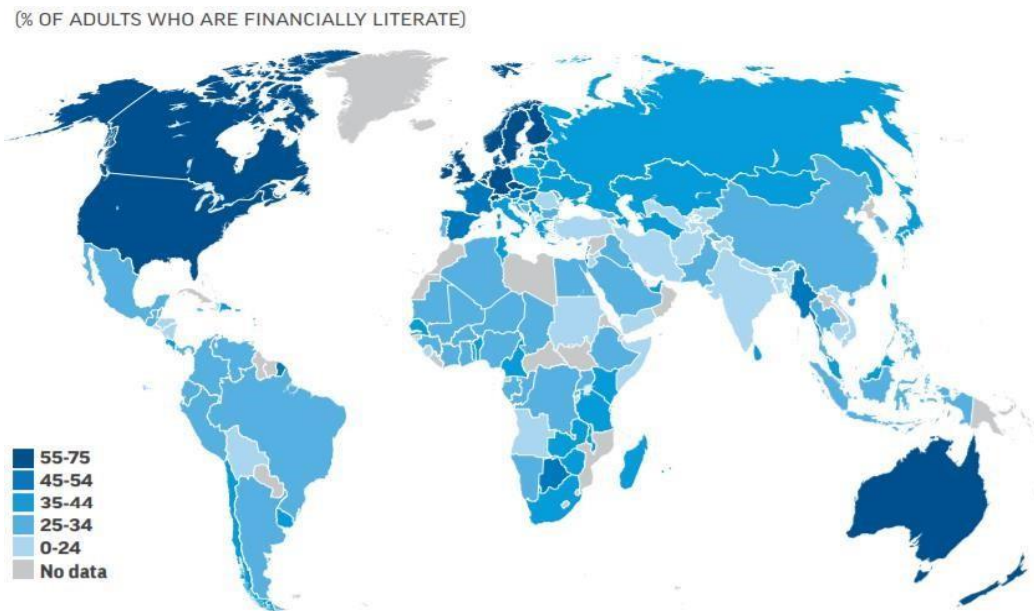 (% OF ADULTS WHO ARE FINANCIALLY LITERATE)
55-75
45-54
35-44
25-34
0-24
No data